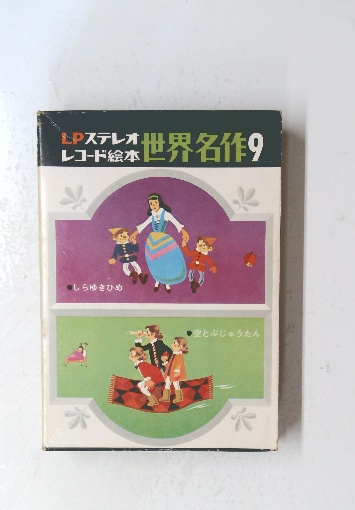 LPステレオ
レコード絵本
世界名作9
●しらゆきひめ
●空とぶじゅうたん